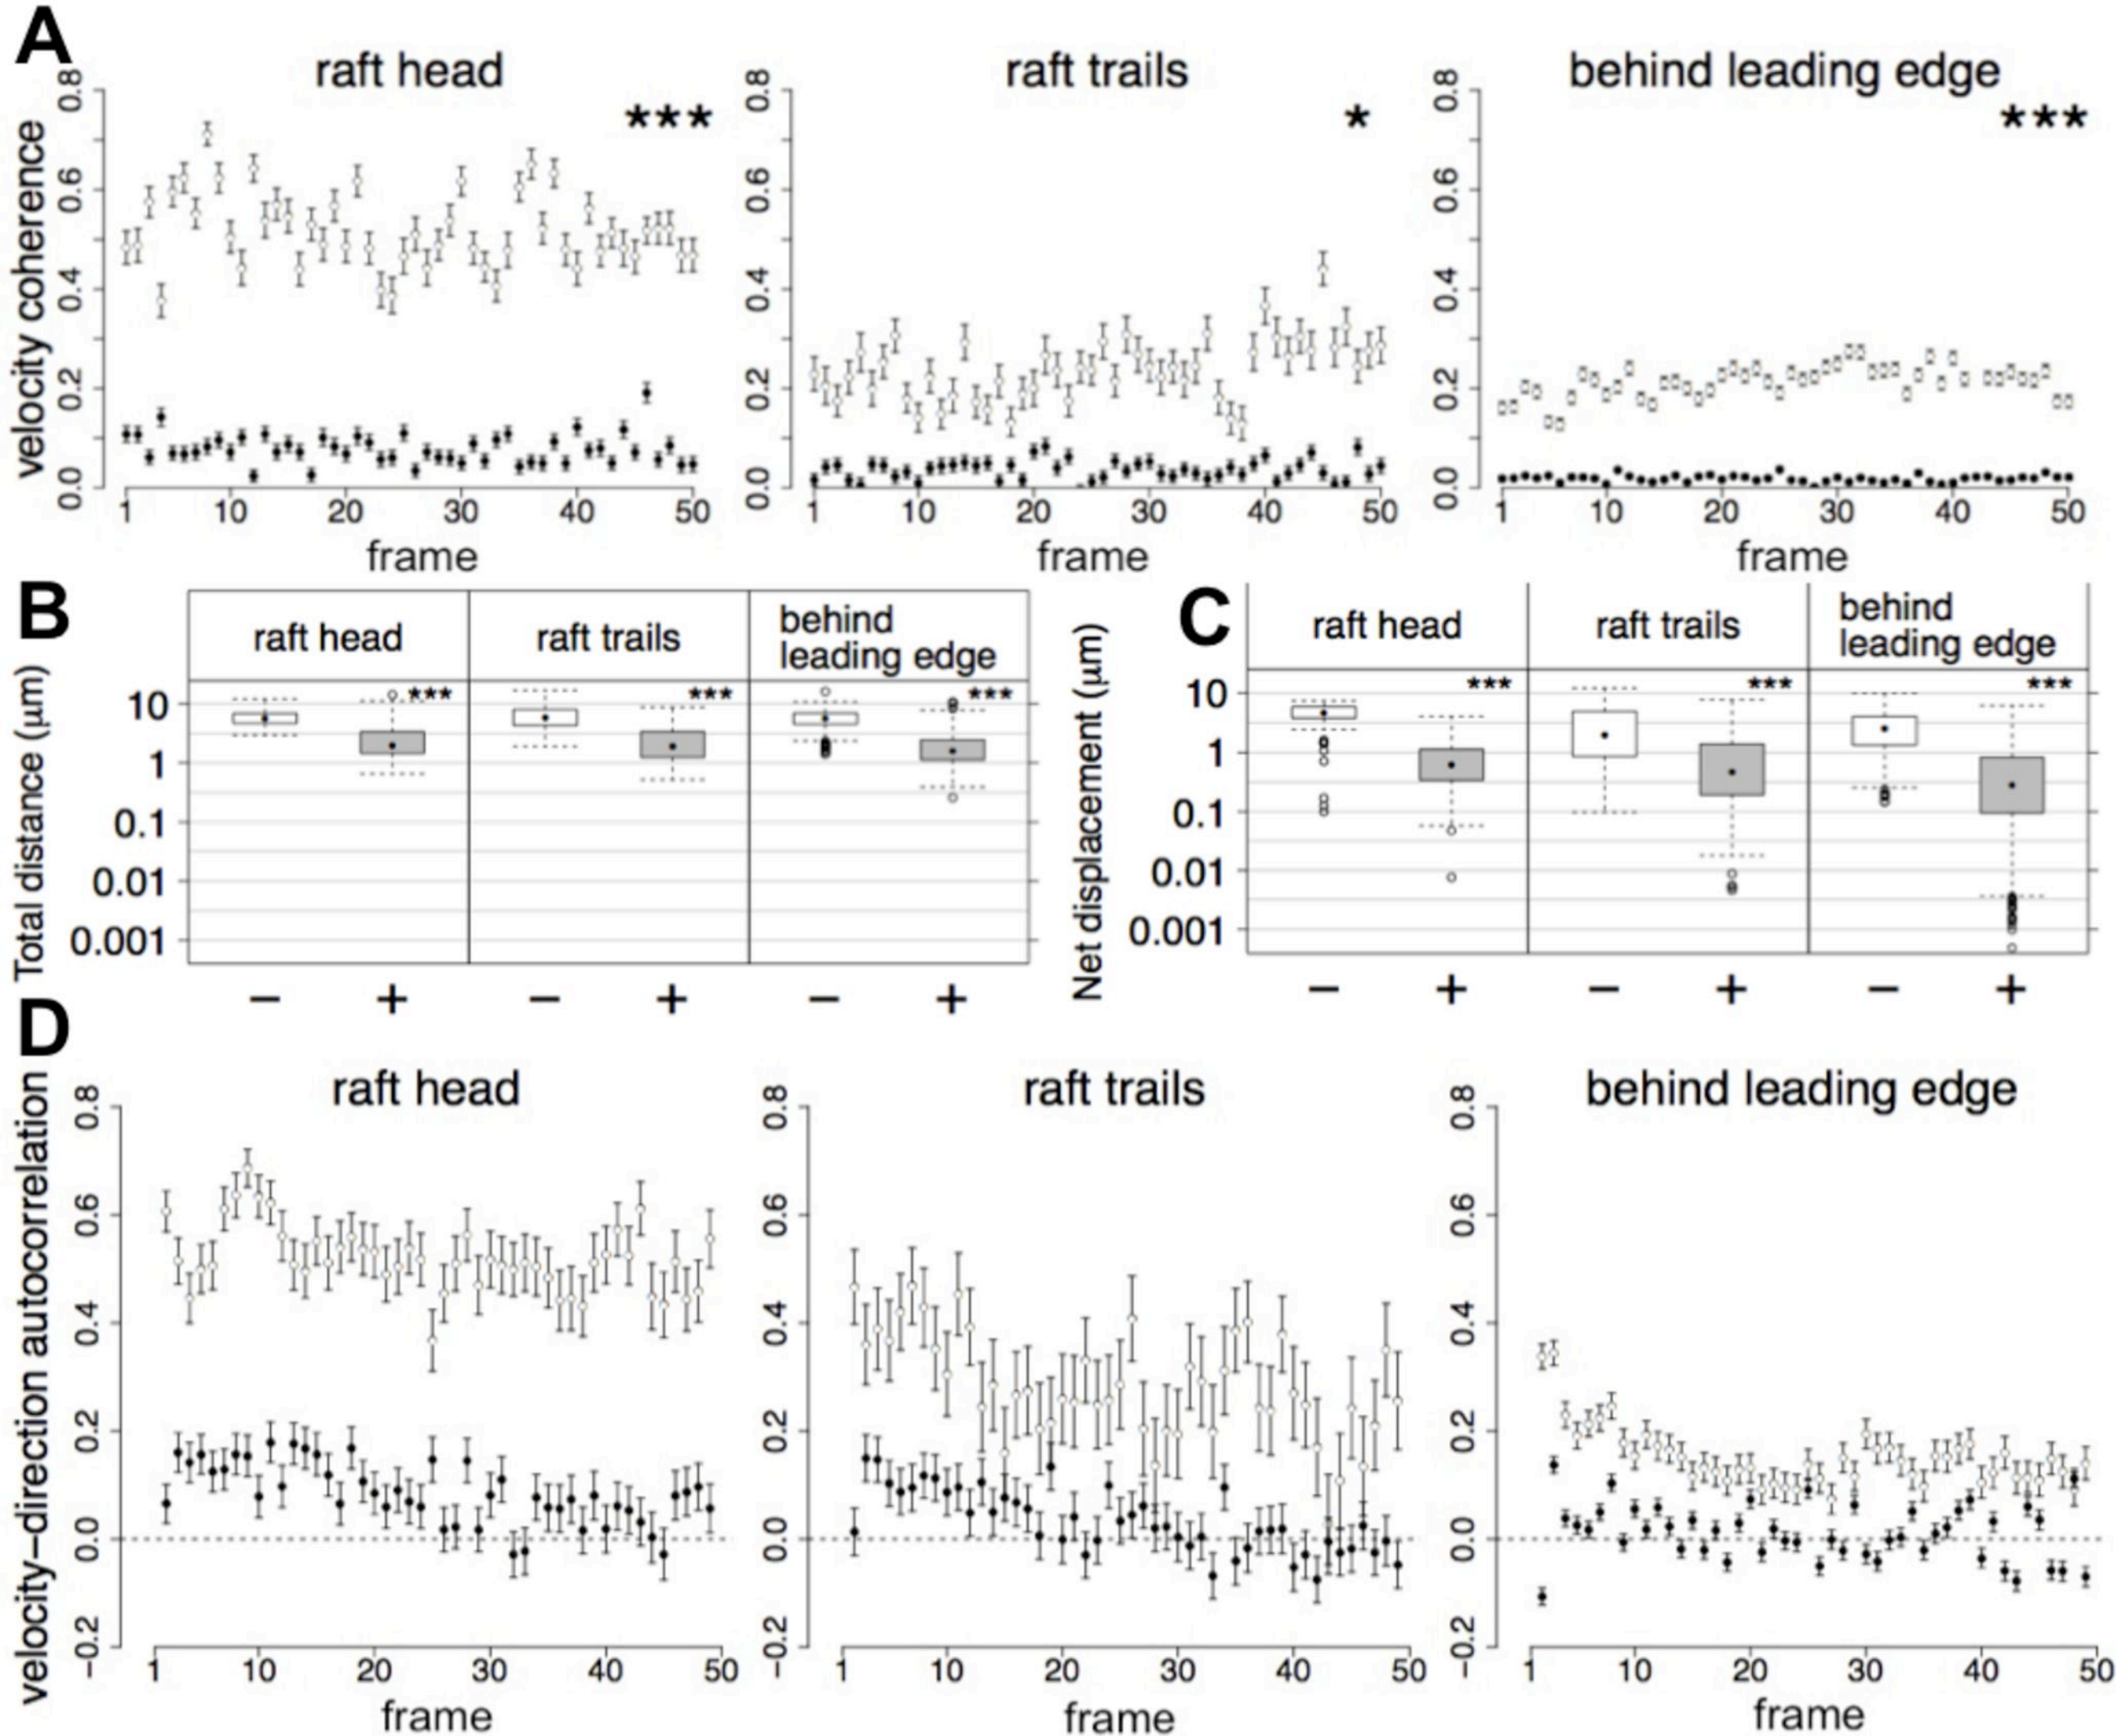 A
raft head
raft trails
behind leading edge
velocity coherence
0.0 0.2 0.4 0.6 0.8
***
1 10 20 30 40 50
frame
0.0 0.2 0.4 0.6 0.8
*
1 10 20 30 40 50
frame
0.0 0.2 0.4 0.6 0.8
***
1 10 20 30 40 50
frame
B
Total distance (μm)
raft head
raft trails
behind
leading edge
*** *** ***
10
1
0.1
0.01
0.001
− + − + − +
C
Net displacement (μm)
raft head
raft trails
behind
leading edge
*** *** ***
10
1
0.1
0.01
0.001
− + − + − +
D
raft head
raft trails
behind leading edge
velocity–direction autocorrelation
−0.2 0.0 0.2 0.4 0.6 0.8
1 10 20 30 40 50
frame
−0.2 0.0 0.2 0.4 0.6 0.8
1 10 20 30 40 50
frame
−0.2 0.0 0.2 0.4 0.6 0.8
1 10 20 30 40 50
frame